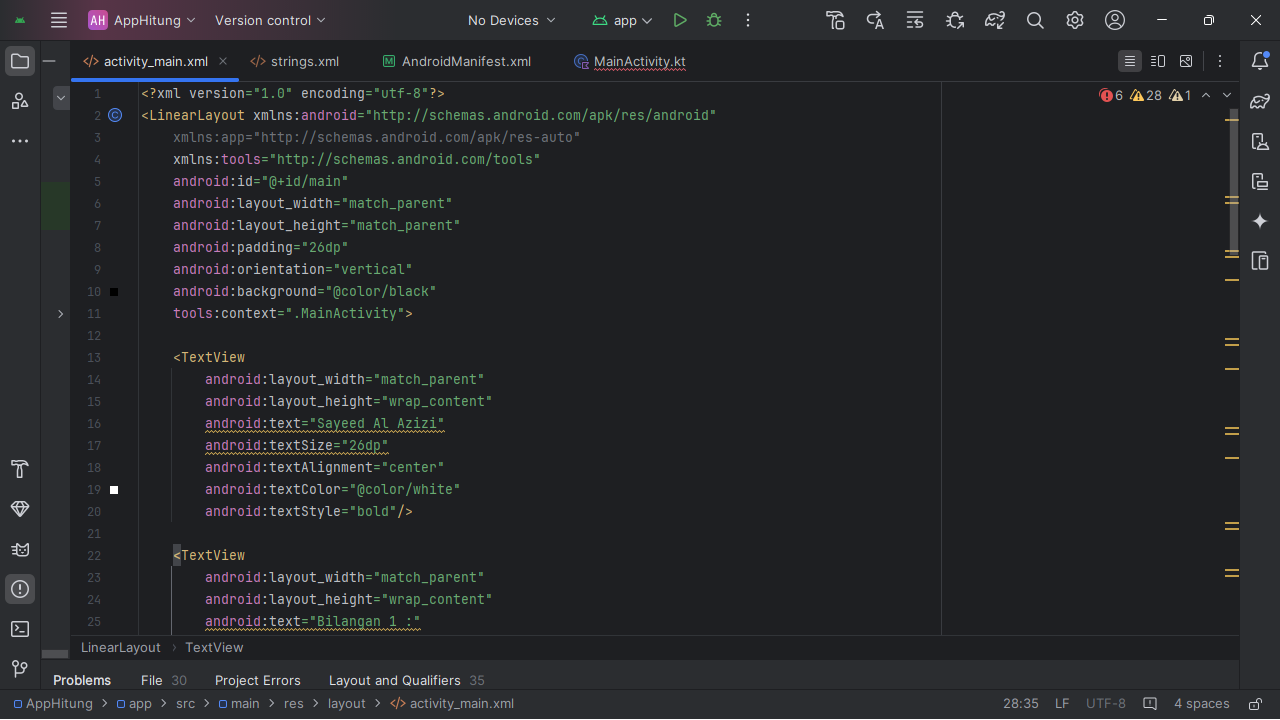 AH AppHitung Version control No Devices app
activity_main.xml strings.xml AndroidManifest.xml MainActivity.kt
6 28 1
1 <?xml version="1.0" encoding="utf-8"?>
2 <LinearLayout xmlns:android="http://schemas.android.com/apk/res/android"
3 xmlns:app="http://schemas.android.com/apk/res-auto"
4 xmlns:tools="http://schemas.android.com/tools"
5 android:id="@+id/main"
6 android:layout_width="match_parent"
7 android:layout_height="match_parent"
8 android:padding="26dp"
9 android:orientation="vertical"
10 android:background="@color/black"
11 tools:context=".MainActivity">
12
13 <TextView
14 android:layout_width="match_parent"
15 android:layout_height="wrap_content"
16 android:text="Sayeed Al Azizi"
17 android:textSize="26dp"
18 android:textAlignment="center"
19 android:textColor="@color/white"
20 android:textStyle="bold"/>
21
22 <TextView
23 android:layout_width="match_parent"
24 android:layout_height="wrap_content"
25 android:text="Bilangan 1 :"
LinearLayout > TextView
Problems File 30 Project Errors Layout and Qualifiers 35
AppHitung > app > src > main > res > layout > activity_main.xml 28:35 LF UTF-8 4 spaces